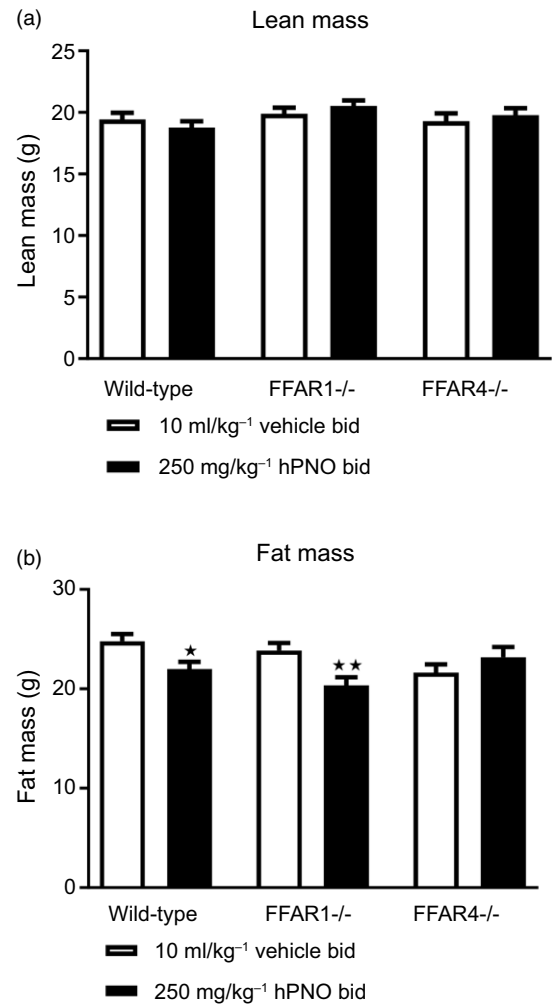 (a)
Lean mass
25
20
15
10
5
0
Lean mass (g)
Wild-type FFAR1-/- FFAR4-/-
10 ml/kg⁻¹ vehicle bid
250 mg/kg⁻¹ hPNO bid
(b)
Fat mass
30
20
10
0
Fat mass (g)
★
★★
Wild-type FFAR1-/- FFAR4-/-
10 ml/kg⁻¹ vehicle bid
250 mg/kg⁻¹ hPNO bid